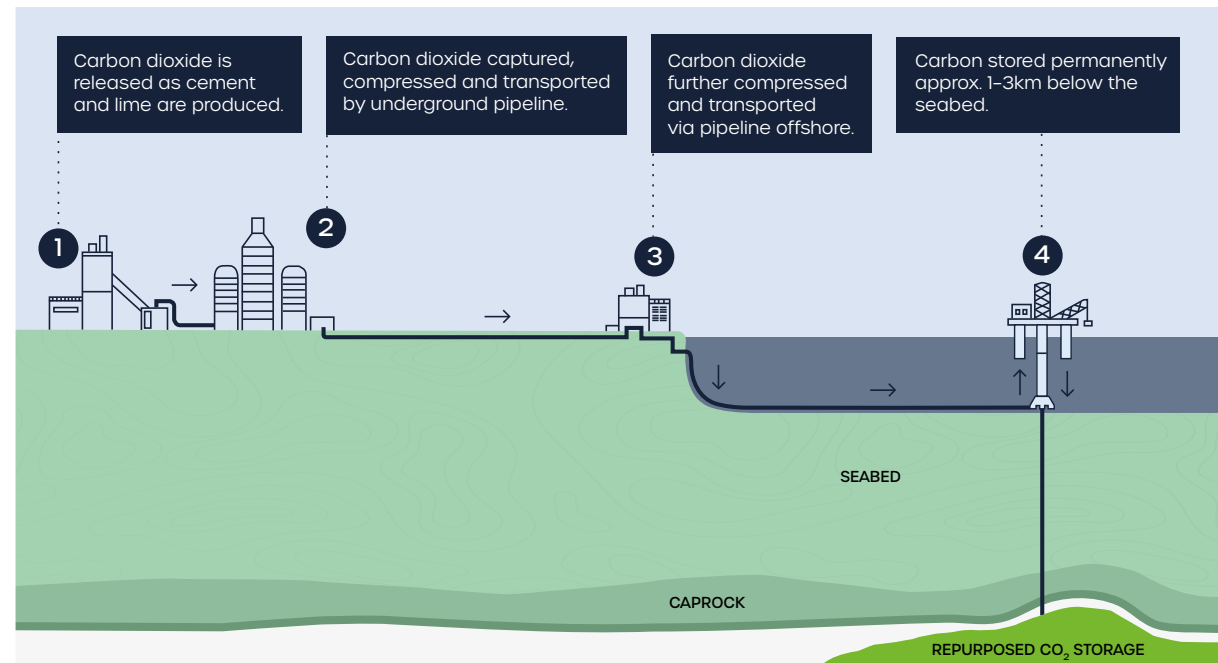 Carbon dioxide is
released as cement
and lime are produced.
Carbon dioxide captured,
compressed and transported
by underground pipeline.
Carbon dioxide
further compressed
and transported
via pipeline offshore.
Carbon stored permanently
approx. 1-3km below the
seabed.
1
2
3
4
SEABED
CAPROCK
REPURPOSED CO₂ STORAGE